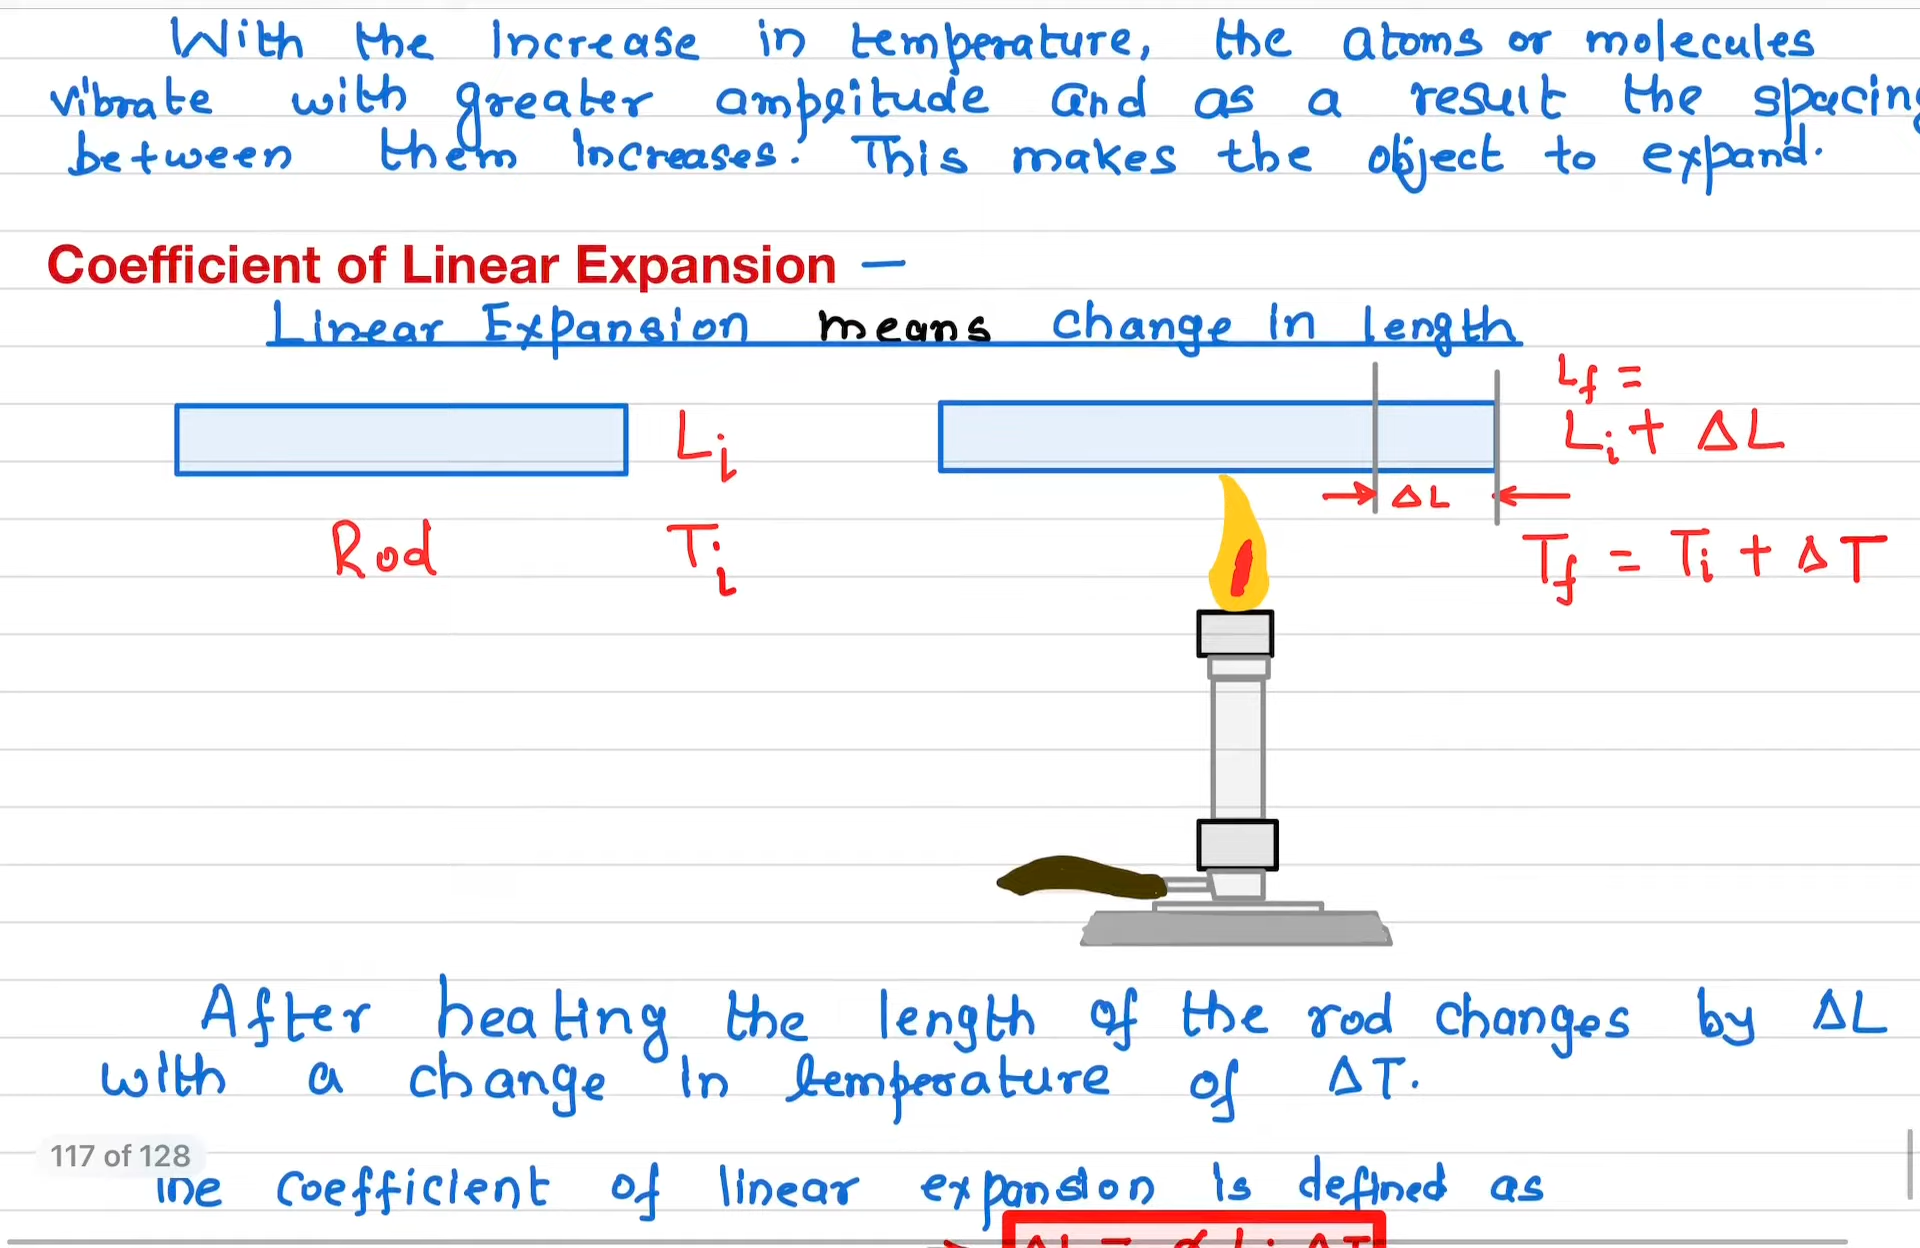 With the Increase in temperature, the atoms or molecules
vibrate with greater amplitude and as a result the spacing
between them Increases. This makes the object to expand.
Coefficient of Linear Expansion —
Linear Expansion means change In length
Lf =
Li Li + ΔL
ΔL
Rod Ti Tf = Ti + ΔT
After heating the length of the rod changes by ΔL
with a change In temperature of ΔT.
117 of 128
The coefficient of linear expansion Is defined as
ΔL = α Li ΔT